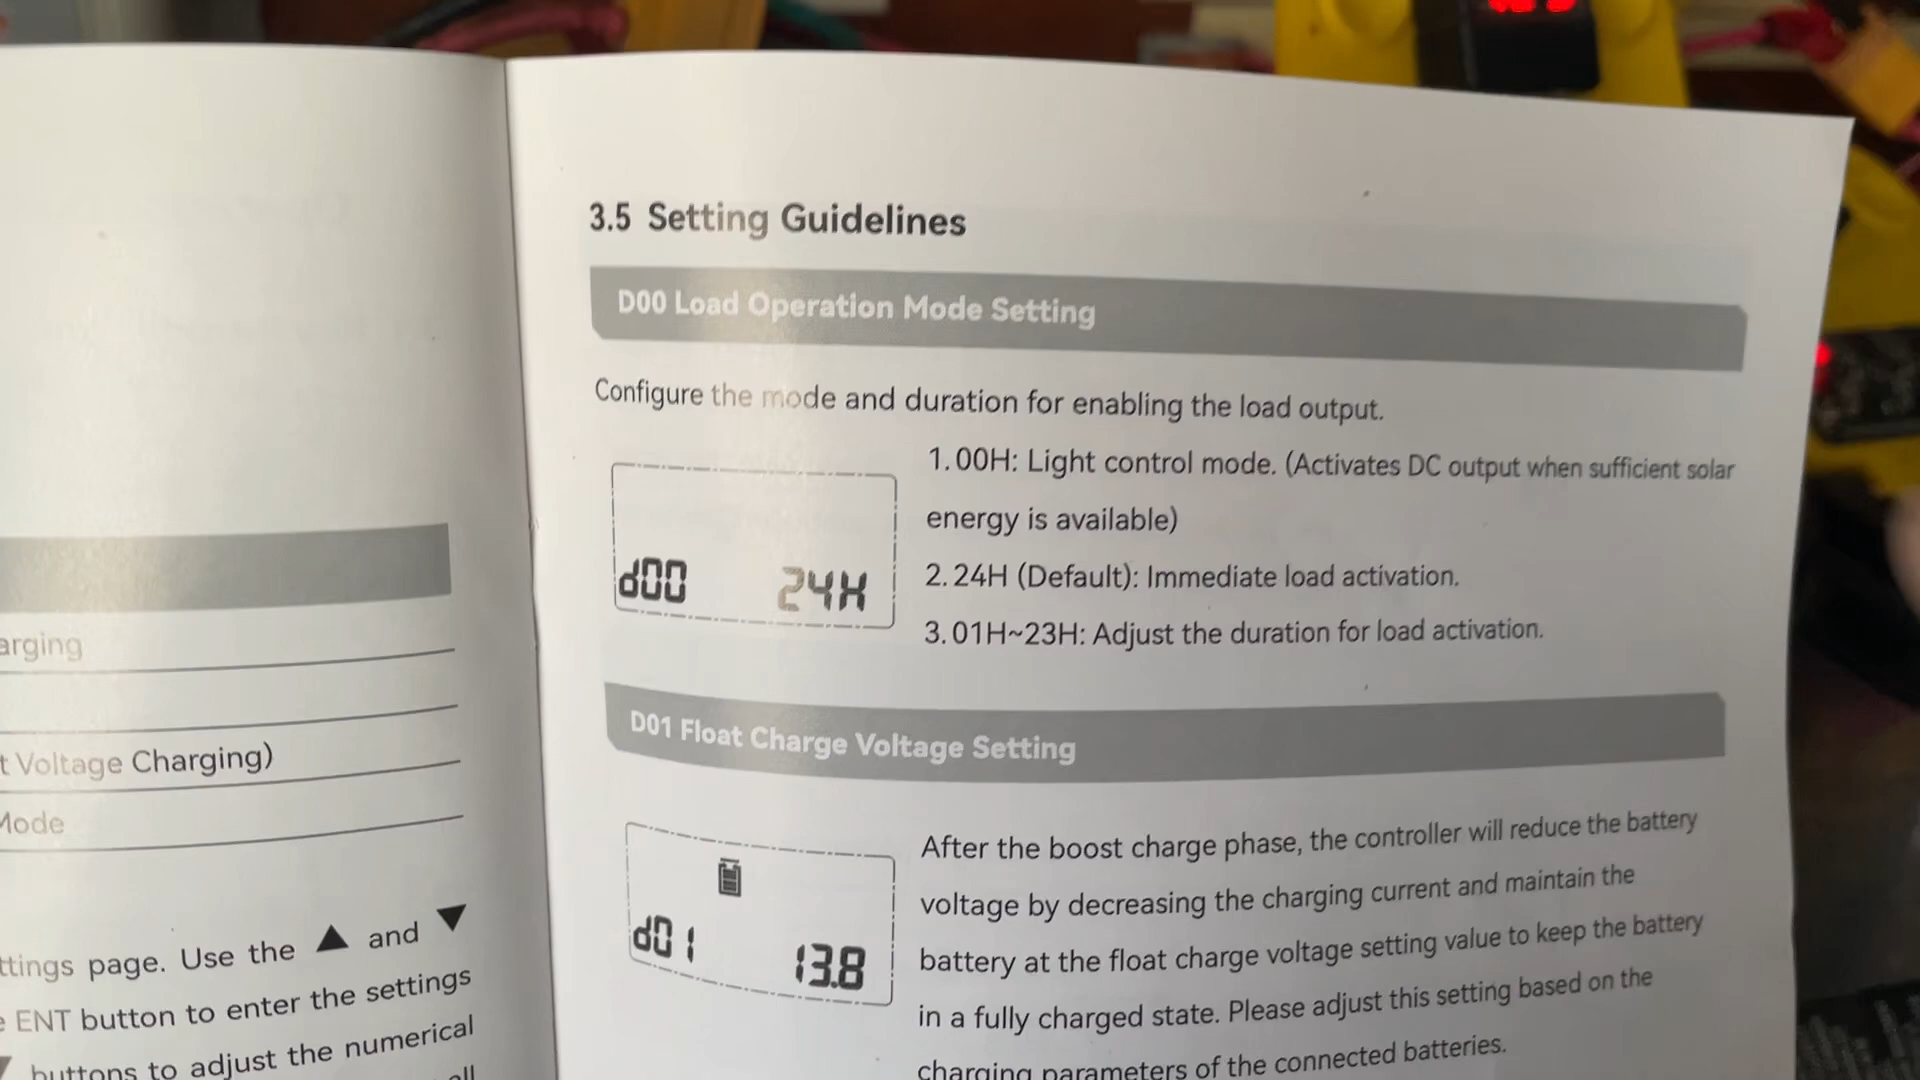 arging
t Voltage Charging)
Mode
ttings page. Use the ▲ and ▼
e ENT button to enter the settings
buttons to adjust the numerical
3.5 Setting Guidelines
D00 Load Operation Mode Setting
Configure the mode and duration for enabling the load output.
1. 00H: Light control mode. (Activates DC output when sufficient solar
energy is available)
2. 24H (Default): Immediate load activation.
3. 01H~23H: Adjust the duration for load activation.
d00 24H
D01 Float Charge Voltage Setting
After the boost charge phase, the controller will reduce the battery
voltage by decreasing the charging current and maintain the
battery at the float charge voltage setting value to keep the battery
in a fully charged state. Please adjust this setting based on the
charging parameters of the connected batteries.
d01 13.8